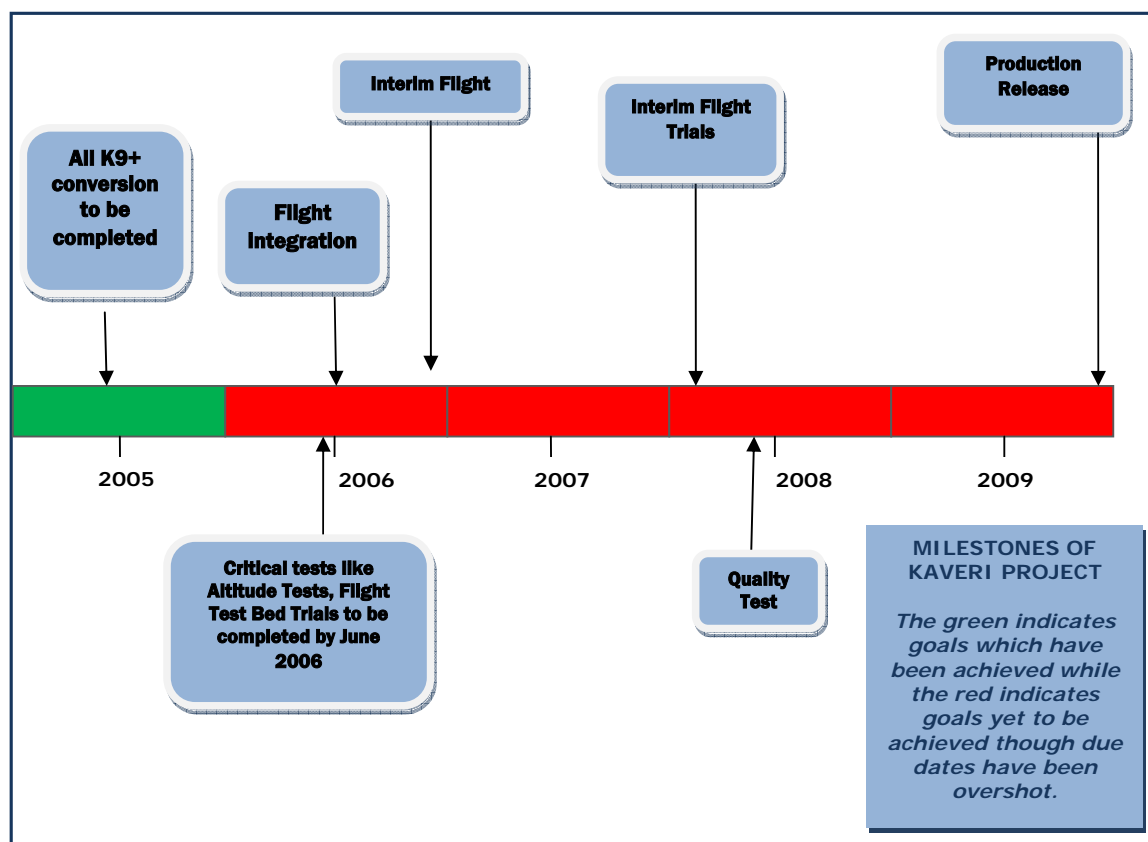 Interim Flight
Production
Release
Interim Flight
Trials
All K9+
conversion
to be
completed
Flight
Integration
2005
2006
2007
2008
2009
Critical tests like
Altitude Tests, Flight
Test Bed Trials to be
completed by June
2006
Quality
Test
MILESTONES OF
KAVERI PROJECT
The green indicates
goals which have
been achieved while
the red indicates
goals yet to be
achieved though due
dates have been
overshot.